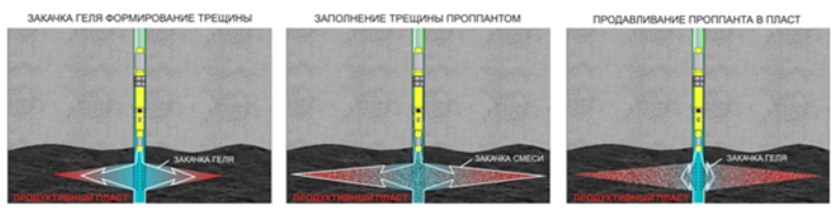 ЗАКАЧКА ГЕЛЯ ФОРМИРОВАНИЕ ТРЕЩИНЫ
ЗАКАЧКА ГЕЛЯ
ПРОДУКТИВНЫЙ ПЛАСТ
ЗАПОЛНЕНИЕ ТРЕЩИНЫ ПРОППАНТОМ
ЗАКАЧКА СМЕСИ
ПРОДУКТИВНЫЙ ПЛАСТ
ПРОДАВЛИВАНИЕ ПРОППАНТА В ПЛАСТ
ЗАКАЧКА ГЕЛЯ
ПРОДУКТИВНЫЙ ПЛАСТ